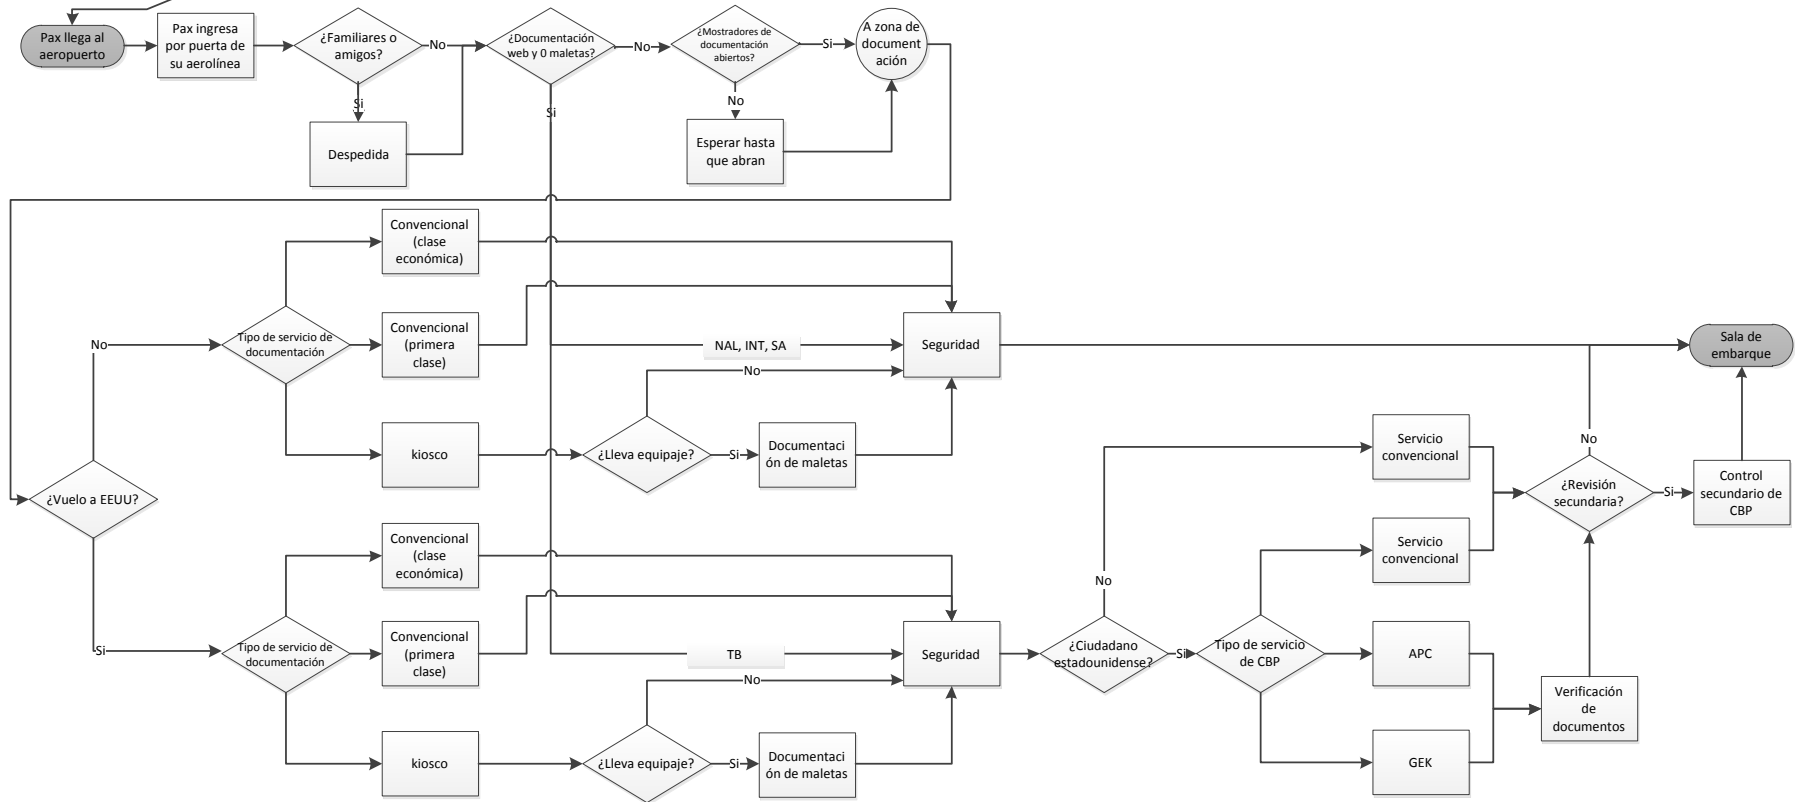 Pax llega al
aeropuerto
Pax ingresa
por puerta de
su aerolínea
¿Familiares o
amigos?
No
Si
Despedida
¿Documentación
web y 0 maletas?
No
Si
¿Mostradores de
documentación
abiertos?
Si
No
A zona de
document
ación
Esperar hasta
que abran
Convencional
(clase
económica)
Tipo de servicio de
documentación
No
Convencional
(primera
clase)
NAL, INT, SA
Seguridad
Sala de
embarque
No
kiosco
¿Lleva equipaje?
Si
Documentaci
ón de maletas
Servicio
convencional
No
¿Vuelo a EEUU?
¿Revisión
secundaria?
Si
Control
secundario de
CBP
Convencional
(clase
económica)
Servicio
convencional
No
Si
Tipo de servicio de
documentación
Convencional
(primera
clase)
TB
Seguridad
¿Ciudadano
estadounidense?
Si
Tipo de servicio
de CBP
APC
No
Verificación
de
documentos
kiosco
¿Lleva equipaje?
Si
Documentaci
ón de maletas
GEK